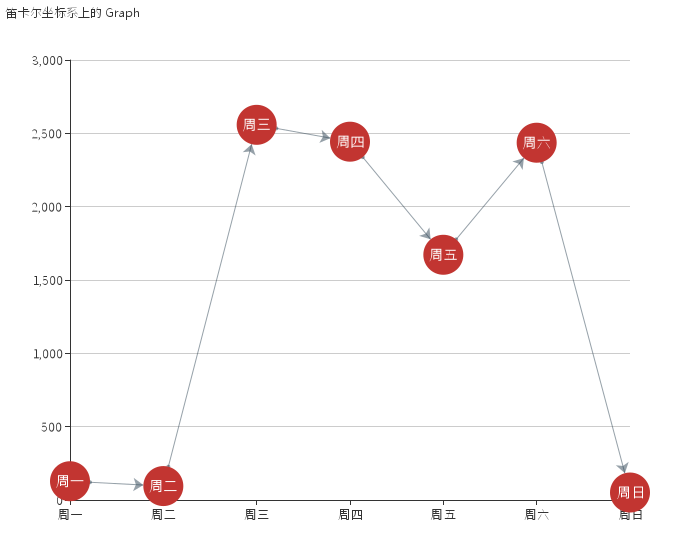 笛卡尔坐标系上的 Graph
3,000
2,500
2,000
1,500
1,000
500
0
周一
周二
周三
周四
周五
周六
周日
周一
周二
周三
周四
周五
周六
周日